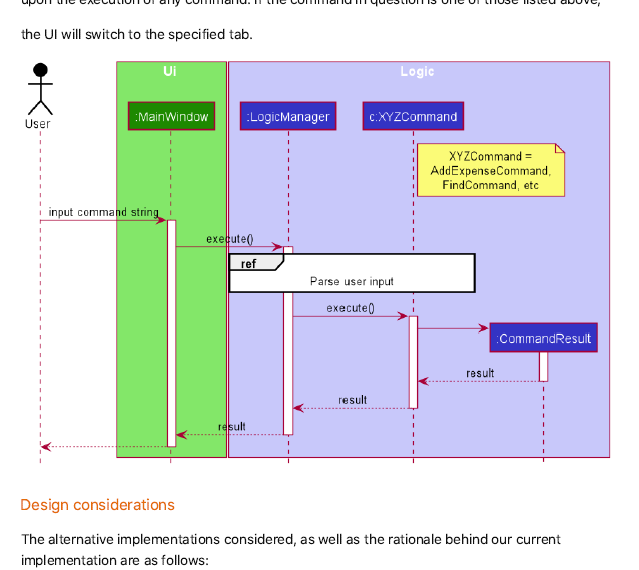 upon the execution of any command. If the command in question is one of those listed above,
the UI will switch to the specified tab.
Ui
Logic
User
:MainWindow
:LogicManager
c:XYZCommand
XYZCommand =
AddExpenseCommand,
FindCommand, etc
input command string
execute()
ref
Parse user input
execute()
:CommandResult
result
result
result
Design considerations
The alternative implementations considered, as well as the rationale behind our current
implementation are as follows: